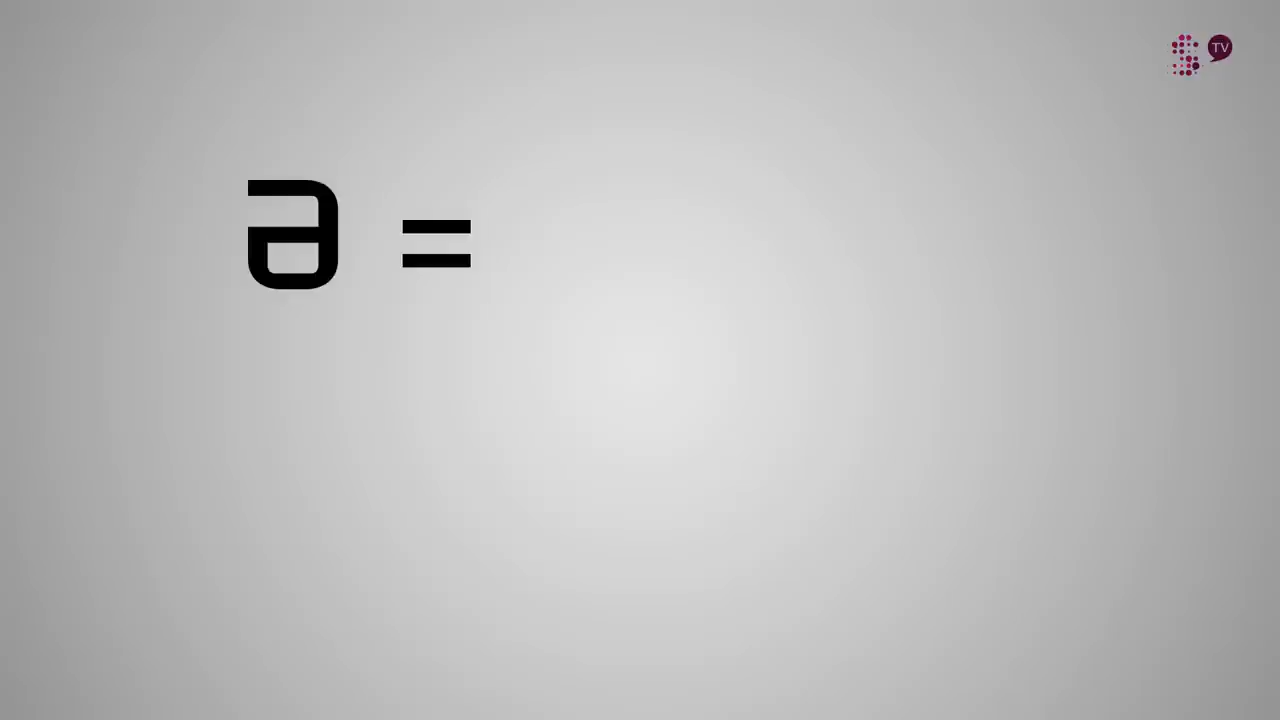 Ə =
TV